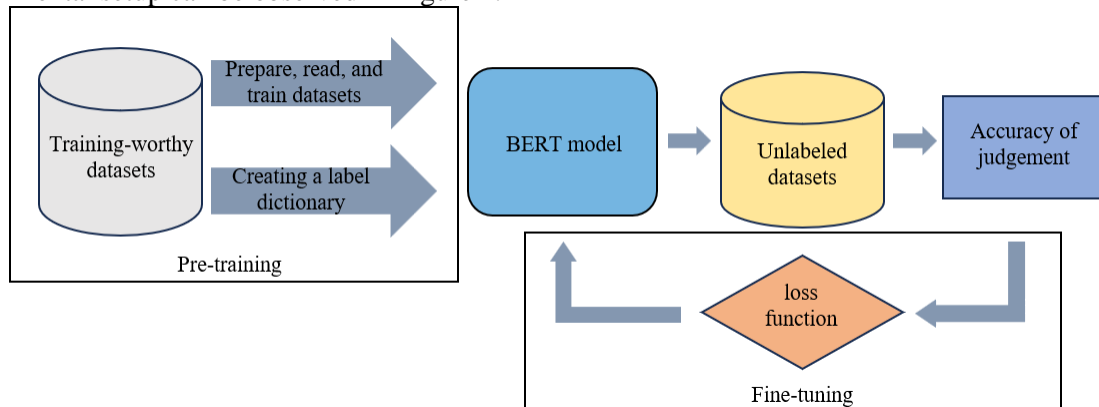 Prepare, read, and
train datasets
Training-worthy
datasets
Creating a label
dictionary
Pre-training
BERT model
Unlabeled
datasets
Accuracy of
judgement
loss
function
Fine-tuning